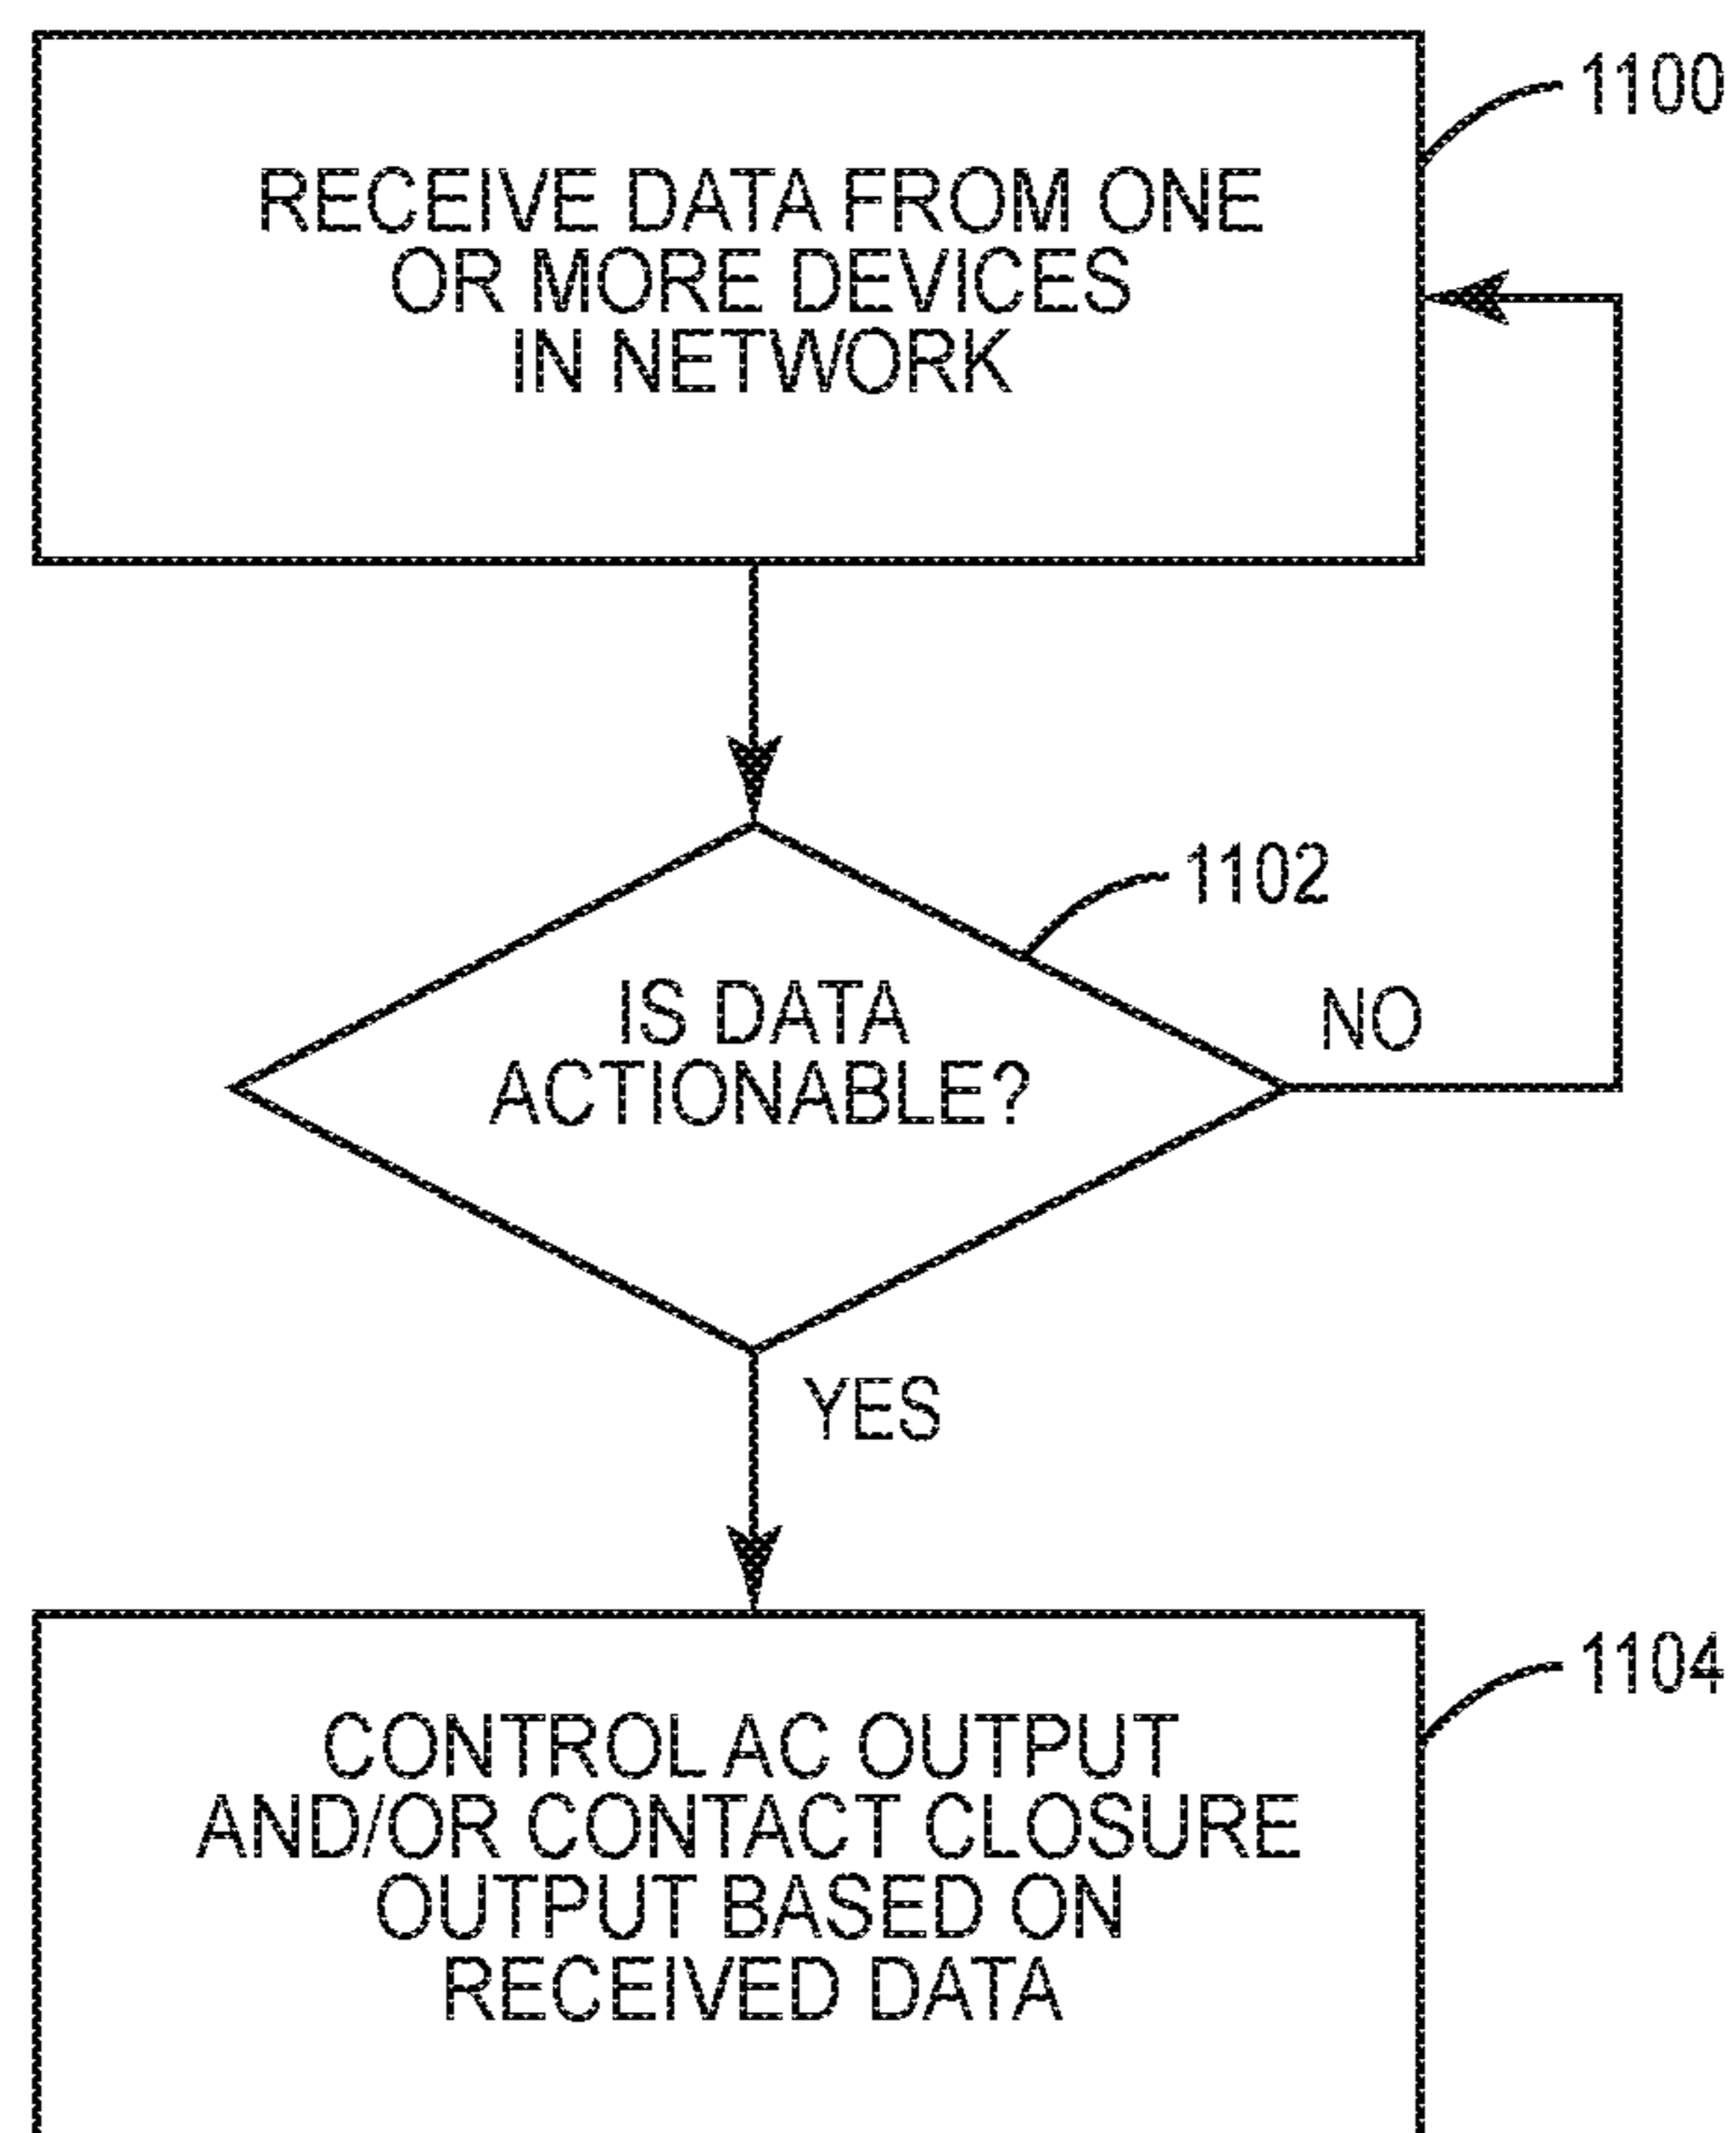 1100
RECEIVE DATA FROM ONE
OR MORE DEVICES
IN NETWORK
1102
IS DATA
ACTIONABLE?
NO
YES
1104
CONTROL AC OUTPUT
AND/OR CONTACT CLOSURE
OUTPUT BASED ON
RECEIVED DATA